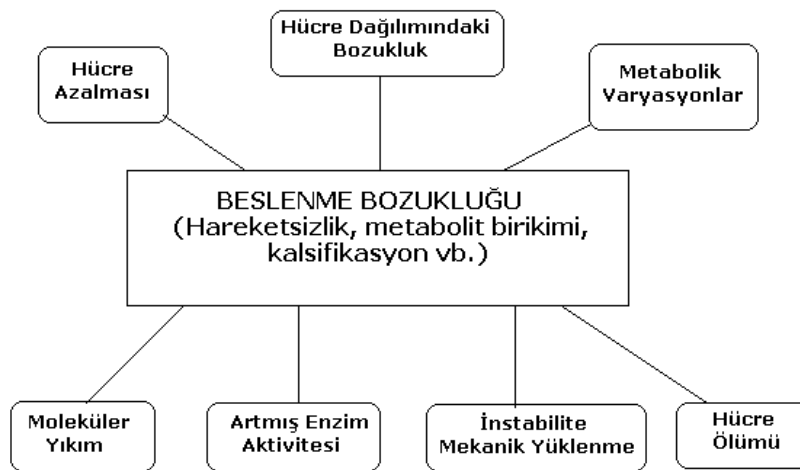 Hücre Dağılımındaki
Bozukluk
Hücre
Azalması
Metabolik
Varyasyonlar
BESLENME BOZUKLUĞU
(Hareketsizlik, metabolit birikimi,
kalsifikasyon vb.)
Moleküler
Yıkım
Artmış Enzim
Aktivitesi
İnstabilite
Mekanik Yüklenme
Hücre
Ölümü